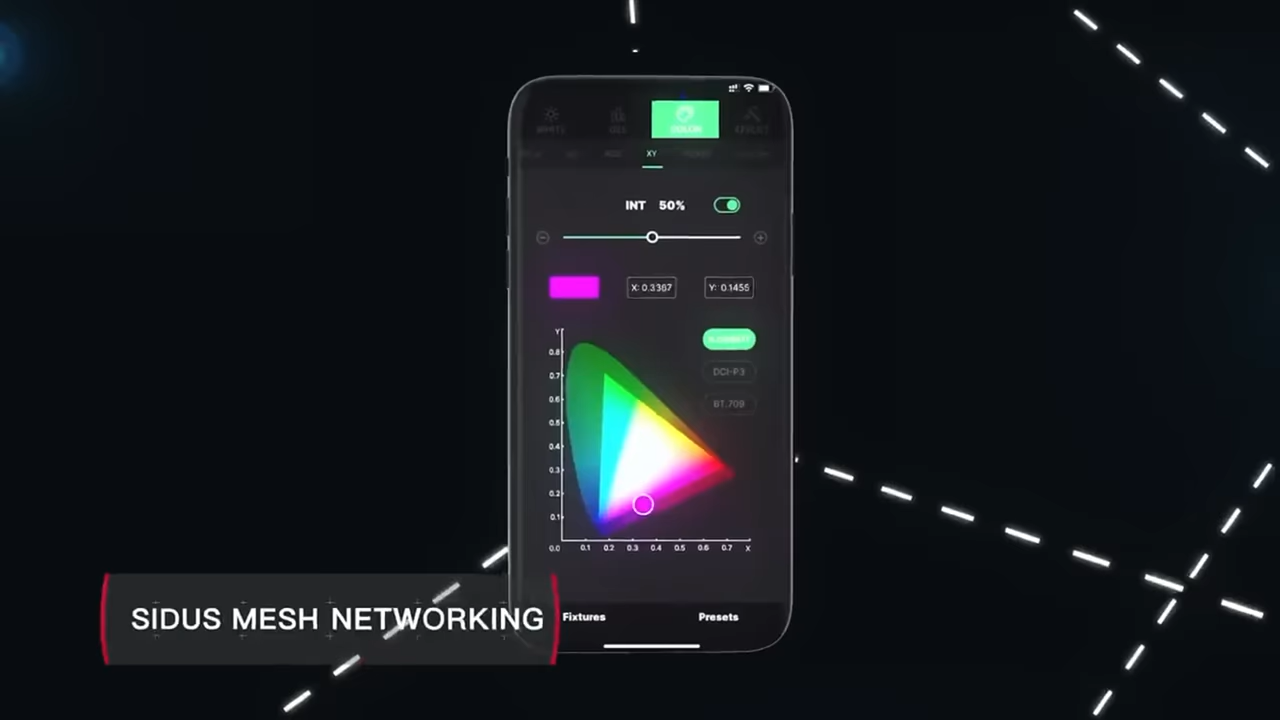 COLOR
XY
INT 50%
X: 0.3367
Y: 0.1455
DCI-P3
BT.709
Y
0.8
0.7
0.6
0.5
0.4
0.3
0.2
0.1
0.0 0.1 0.2 0.3 0.4 0.5 0.6 0.7 X
SIDUS MESH NETWORKING
Fixtures Presets